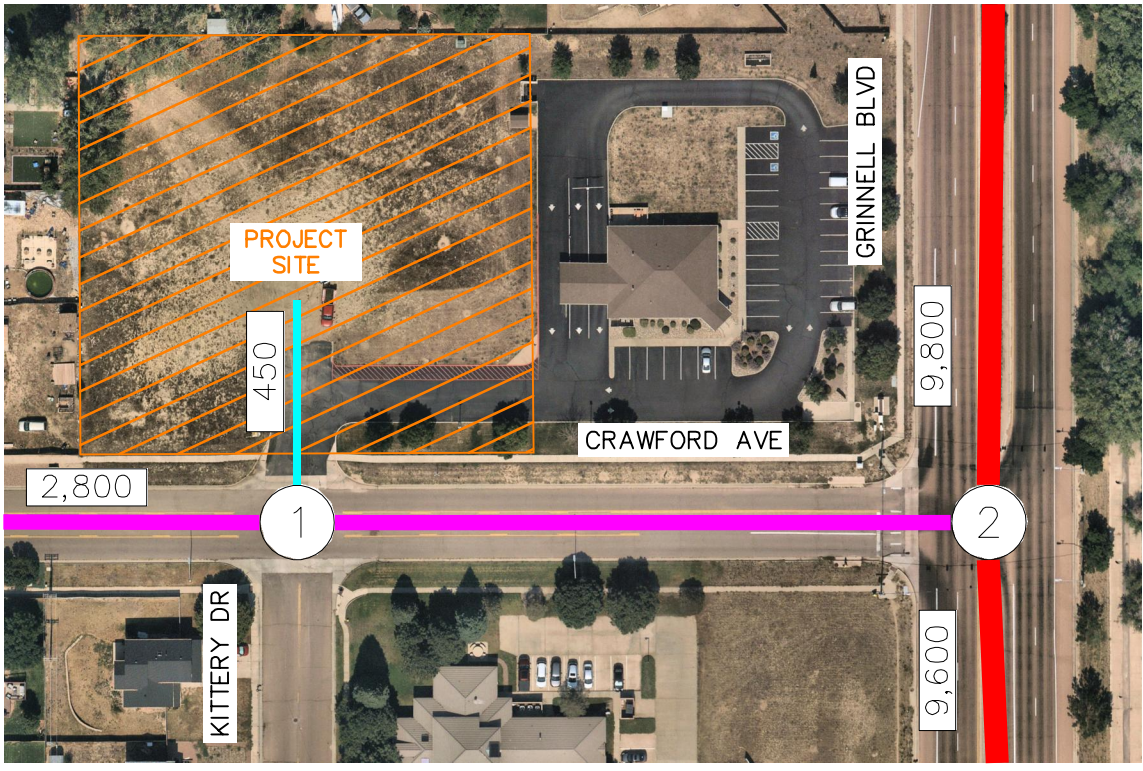 GRINNELL BLVD
PROJECT
SITE
450
9,800
CRAWFORD AVE
2,800
1
2
KITTERY DR
9,600